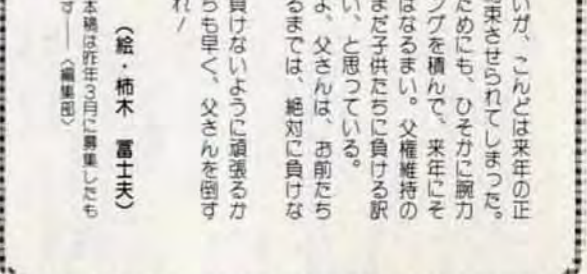 いが、こんどは来年の正
束させられてしまった。
ためにも、ひそかに腕力
ングを積んで、来年にそ
はなるまい。父権維持の
まだ子供たちに負ける訳
い、と思っている。
よ、父さんは、お前たち
るまでは、絶対に負けな
負けないように頑張るか
らも早く、父さんを倒す
れ!
(絵・柿木 冨士夫)
本稿は昨年3月に募集したも
す——〈編集部〉